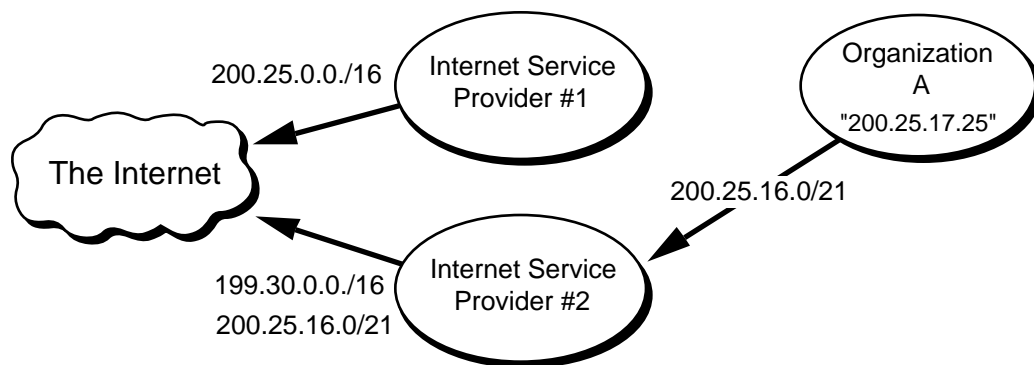 200.25.0.0./16
Internet Service
Provider #1
Organization
A
"200.25.17.25"
The Internet
200.25.16.0/21
199.30.0.0./16
200.25.16.0/21
Internet Service
Provider #2